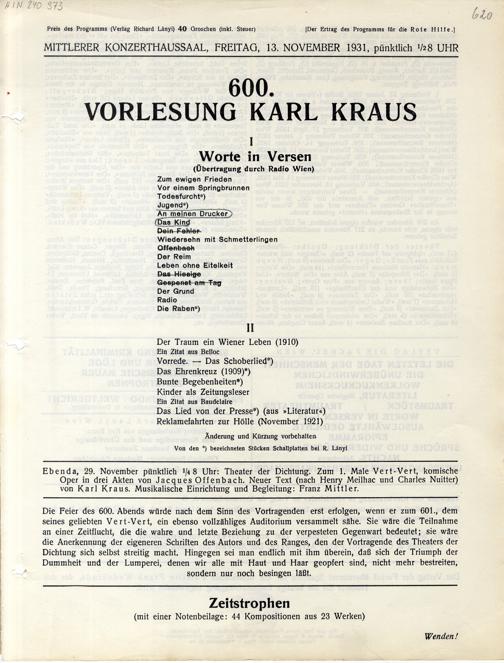 HIN 240 373
620
Preis des Programms (Verlag Richard Lányi) 40 Groschen (inkl. Steuer) [Der Ertrag des Programms für die Rote Hilfe.]
MITTLERER KONZERTHAUSSAAL, FREITAG, 13. NOVEMBER 1931, pünktlich 1/28 UHR
600.
VORLESUNG KARL KRAUS
I
Worte in Versen
(Übertragung durch Radio Wien)
Zum ewigen Frieden
Vor einem Springbrunnen
Todesfurcht*)
Jugend*)
An meinen Drucker
Das Kind
Dein Fehler
Wiedersehn mit Schmetterlingen
Offenbach
Der Reim
Leben ohne Eitelkeit
Das Hiesige
Gespenst am Tag
Der Grund
Radio
Die Raben*)
II
Der Traum ein Wiener Leben (1910)
Ein Zitat aus Belloc
Vorrede. — Das Schoberlied*)
Das Ehrenkreuz (1909)*)
Bunte Begebenheiten*)
Kinder als Zeitungsleser
Ein Zitat aus Baudelaire
Das Lied von der Presse*) (aus »Literatur«)
Reklamefahrten zur Hölle (November 1921)
Änderung und Kürzung vorbehalten
Von den *) bezeichneten Stücken Schallplatten bei R. Lányi
Ebenda, 29. November pünktlich 1/48 Uhr: Theater der Dichtung. Zum 1. Male Vert-Vert, komische
Oper in drei Akten von Jacques Offenbach. Neuer Text (nach Henry Meilhac und Charles Nuitter)
von Karl Kraus. Musikalische Einrichtung und Begleitung: Franz Mittler.
Die Feier des 600. Abends würde nach dem Sinn des Vortragenden erst erfolgen, wenn er zum 601., dem
seines geliebten Vert-Vert, ein ebenso vollzähliges Auditorium versammelt sähe. Sie wäre die Teilnahme
an einer Zeitflucht, die die wahre und letzte Beziehung zu der verpesteten Gegenwart bedeutet; sie wäre
die Anerkennung der eigeneren Schriften des Autors und des Ranges, den der Vortragende des Theaters der
Dichtung sich selbst streitig macht. Hingegen sei man endlich mit ihm überein, daß sich der Triumph der
Dummheit und der Lumperei, denen wir alle mit Haut und Haar geopfert sind, nicht mehr bestreiten,
sondern nur noch besingen läßt.
Zeitstrophen
(mit einer Notenbeilage: 44 Kompositionen aus 23 Werken)
Wenden!